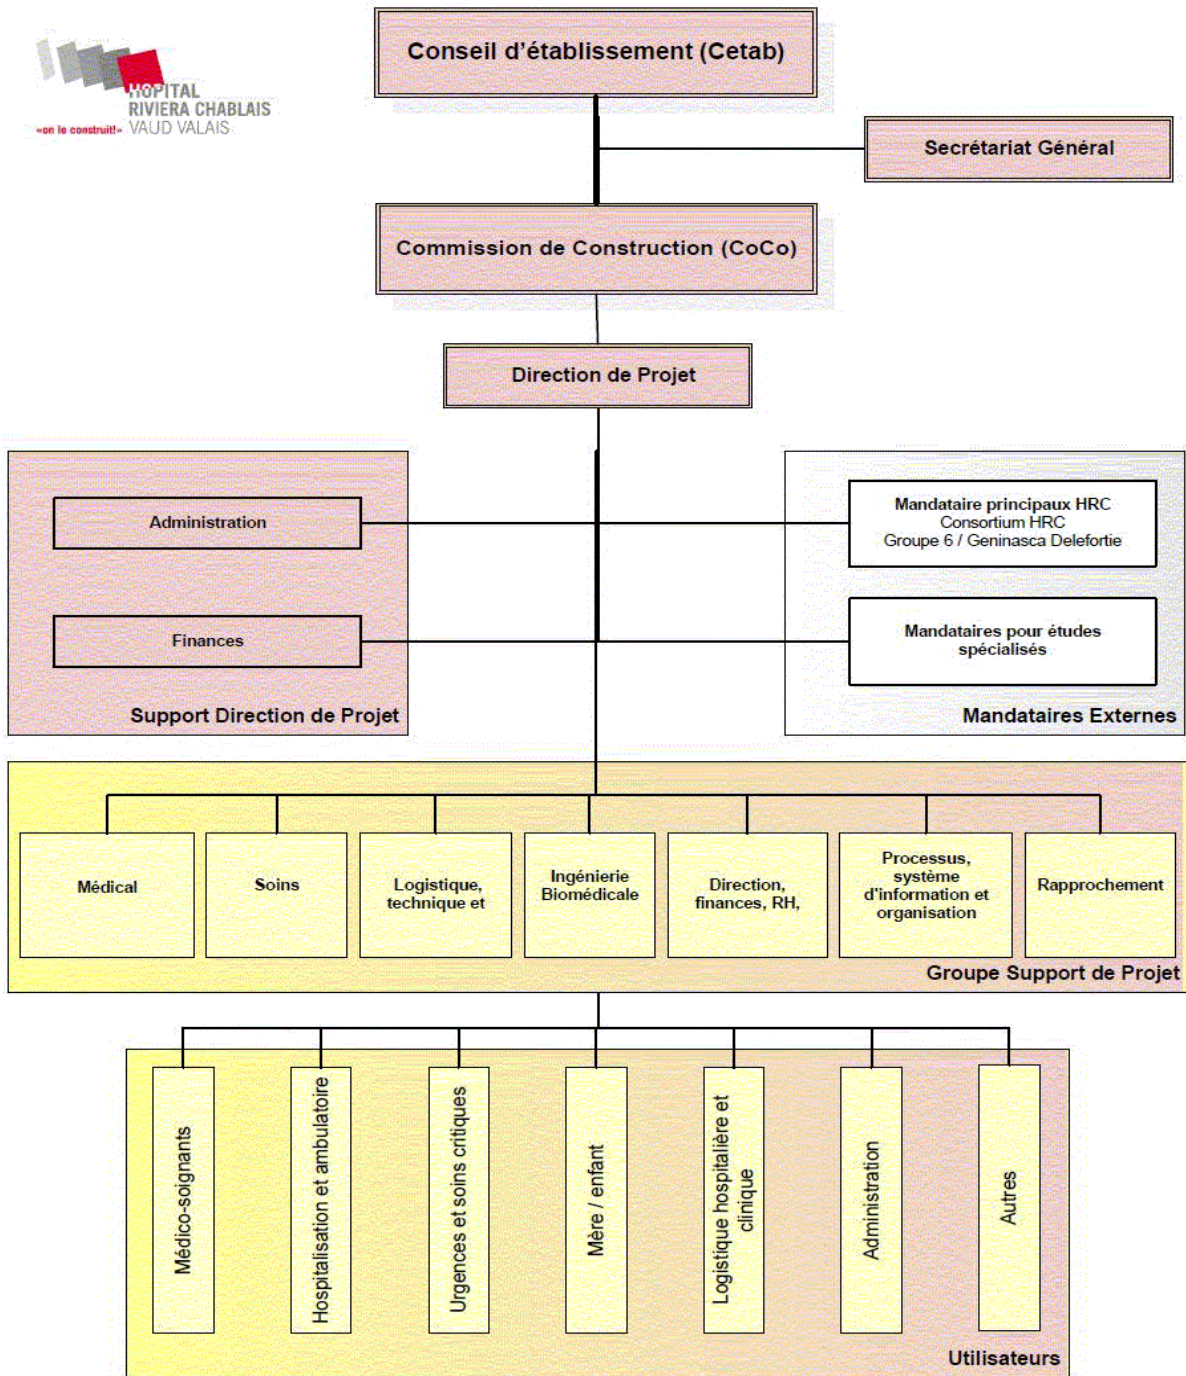 Conseil d'établissement (Cetab)
HÔPITAL
RIVIERA CHABLAIS
«on le construit!» VAUD VALAIS
Secrétariat Général
Commission de Construction (CoCo)
Direction de Projet
Administration
Finances
Support Direction de Projet
Mandataire principaux HRC
Consortium HRC
Groupe 6 / Geninasca Delefortie
Mandataires pour études
spécialisés
Mandataires Externes
Médical
Soins
Logistique,
technique et
Ingénierie
Biomédicale
Direction,
finances, RH,
Processus,
système
d'information et
organisation
Rapprochement
Groupe Support de Projet
Médico-soignants
Hospitalisation et ambulatoire
Urgences et soins critiques
Mère / enfant
Logistique hospitalière et
clinique
Administration
Autres
Utilisateurs